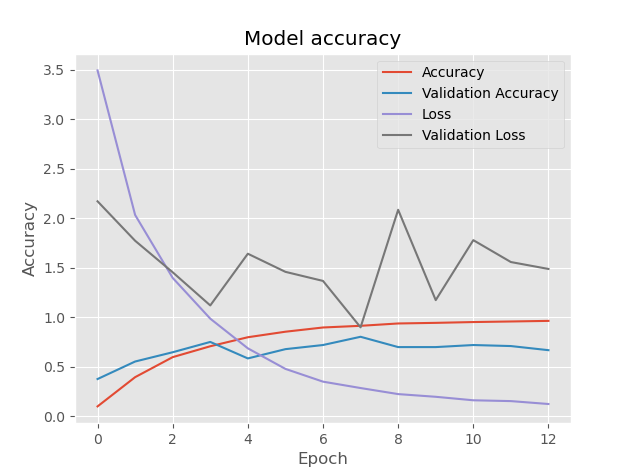 Model accuracy
Accuracy
Validation Accuracy
Loss
Validation Loss
3.5
3.0
2.5
2.0
1.5
1.0
0.5
0.0
Accuracy
0 2 4 6 8 10 12
Epoch